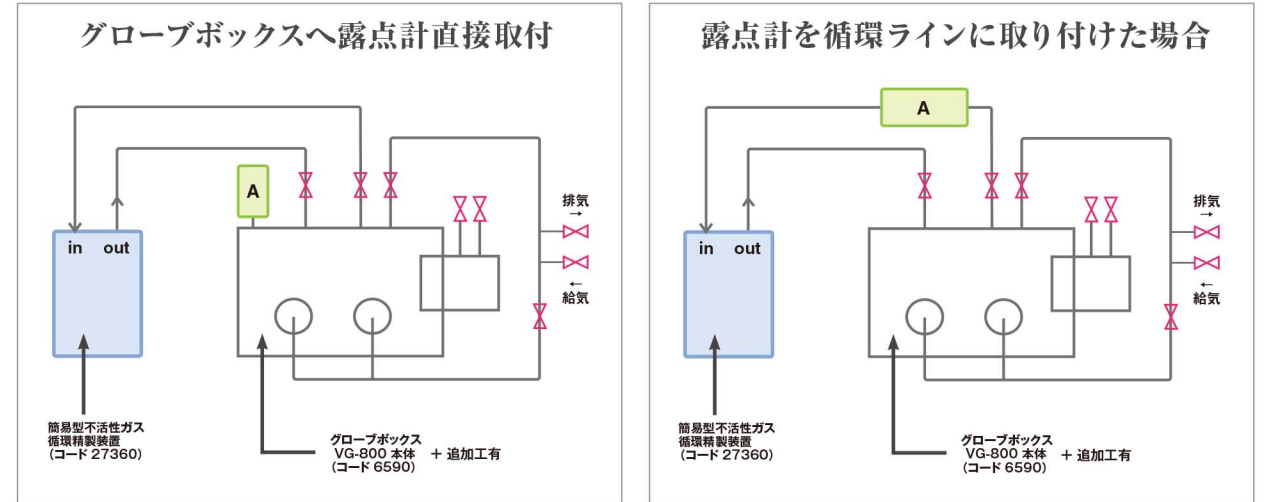 グローブボックスへ露点計直接取付
A
in out
排気
→
←
給気
簡易型不活性ガス
循環精製装置
(コード 27360)
グローブボックス
VG-800 本体
(コード 6590)
+ 追加工有
露点計を循環ラインに取り付けた場合
A
in out
排気
→
←
給気
簡易型不活性ガス
循環精製装置
(コード 27360)
グローブボックス
VG-800 本体
(コード 6590)
+ 追加工有